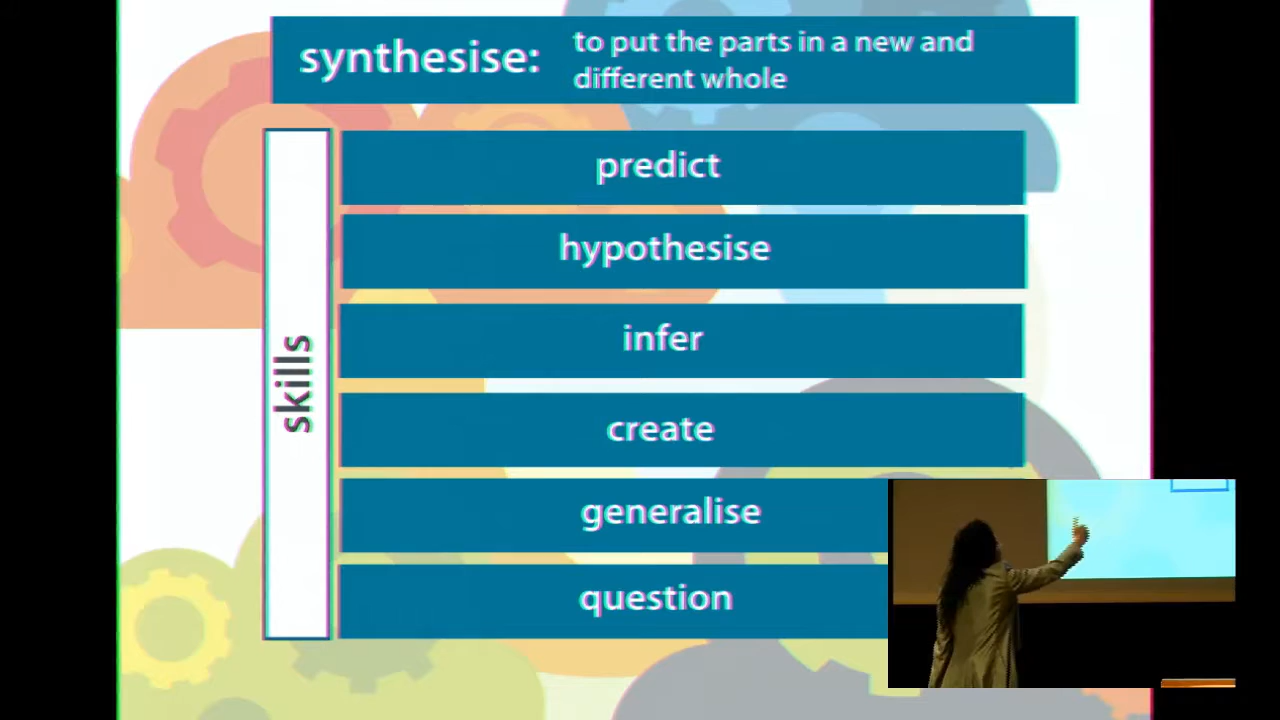 synthesise:
to put the parts in a new and
different whole
skills
predict
hypothesise
infer
create
generalise
question